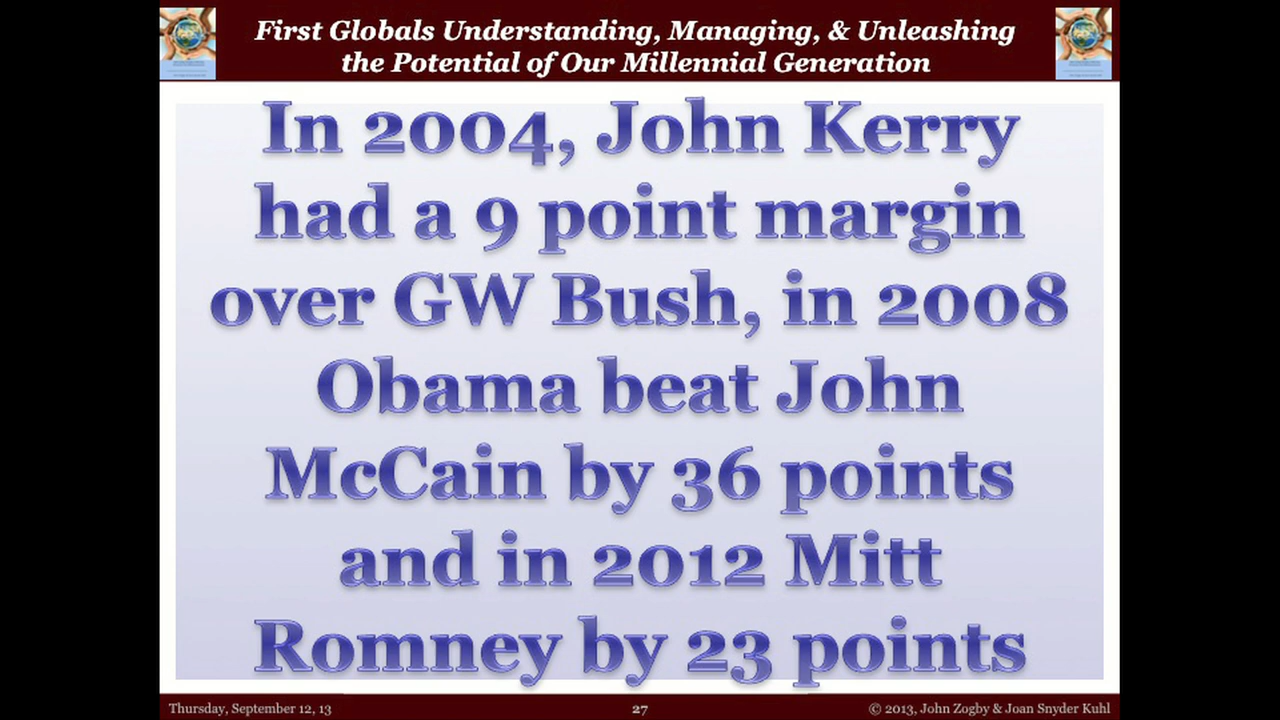 First Globals Understanding, Managing, & Unleashing
the Potential of Our Millennial Generation
In 2004, John Kerry
had a 9 point margin
over GW Bush, in 2008
Obama beat John
McCain by 36 points
and in 2012 Mitt
Romney by 23 points
Thursday, September 12, 13
27
© 2013, John Zogby & Joan Snyder Kuhl